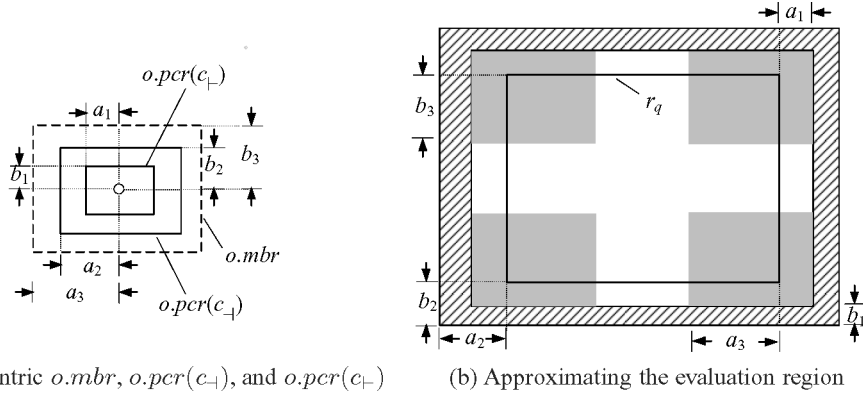 a₁
o.pcr(c⊢)
b₁
b₂
b₃
a₂
a₃
o.mbr
o.pcr(c⊣)
ntric o.mbr, o.pcr(c⊣), and o.pcr(c⊢)
a₁
b₃
r_q
b₂
b₁
a₂
a₃
(b) Approximating the evaluation region